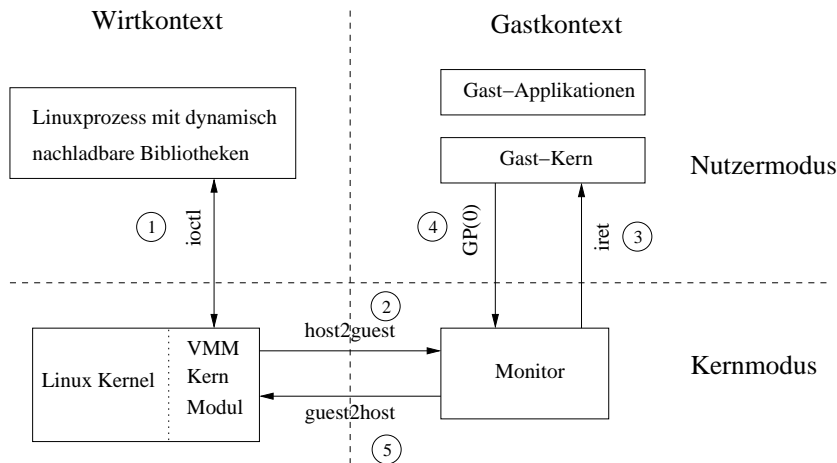 Wirtkontext
Gastkontext
Gast−Applikationen
Linuxprozess mit dynamisch
nachladbare Bibliotheken
Gast−Kern
Nutzermodus
1
ioctl
4
GP(0)
iret
3
2
host2guest
VMM
Linux Kernel
Kern
Modul
Monitor
Kernmodus
guest2host
5